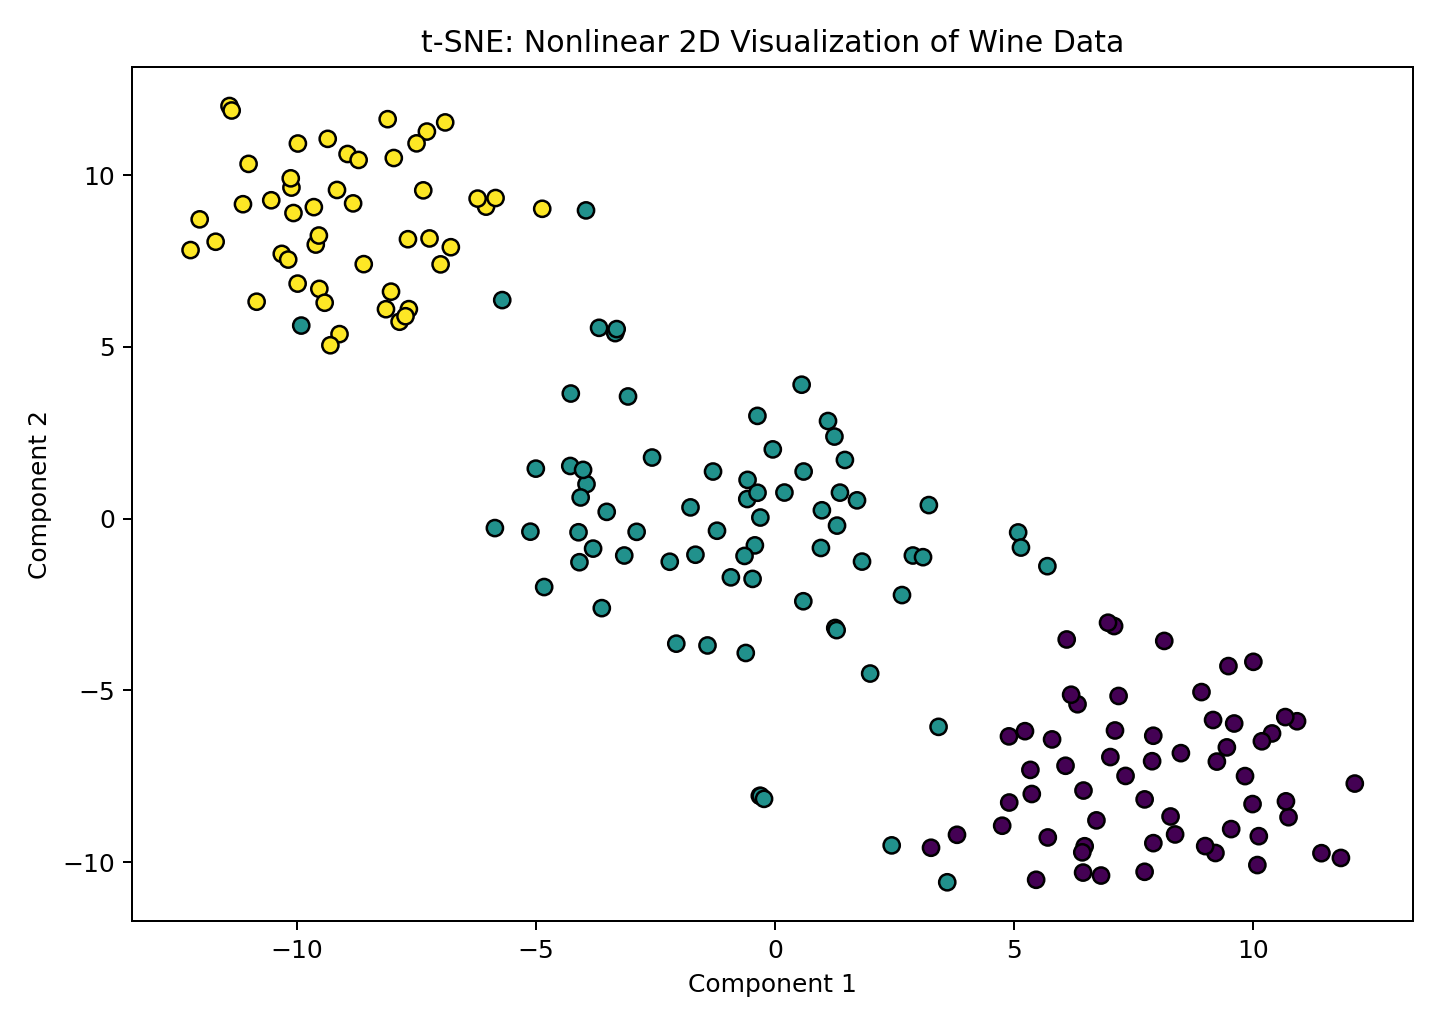 t-SNE: Nonlinear 2D Visualization of Wine Data
10
5
0
−5
−10
Component 2
−10 −5 0 5 10
Component 1